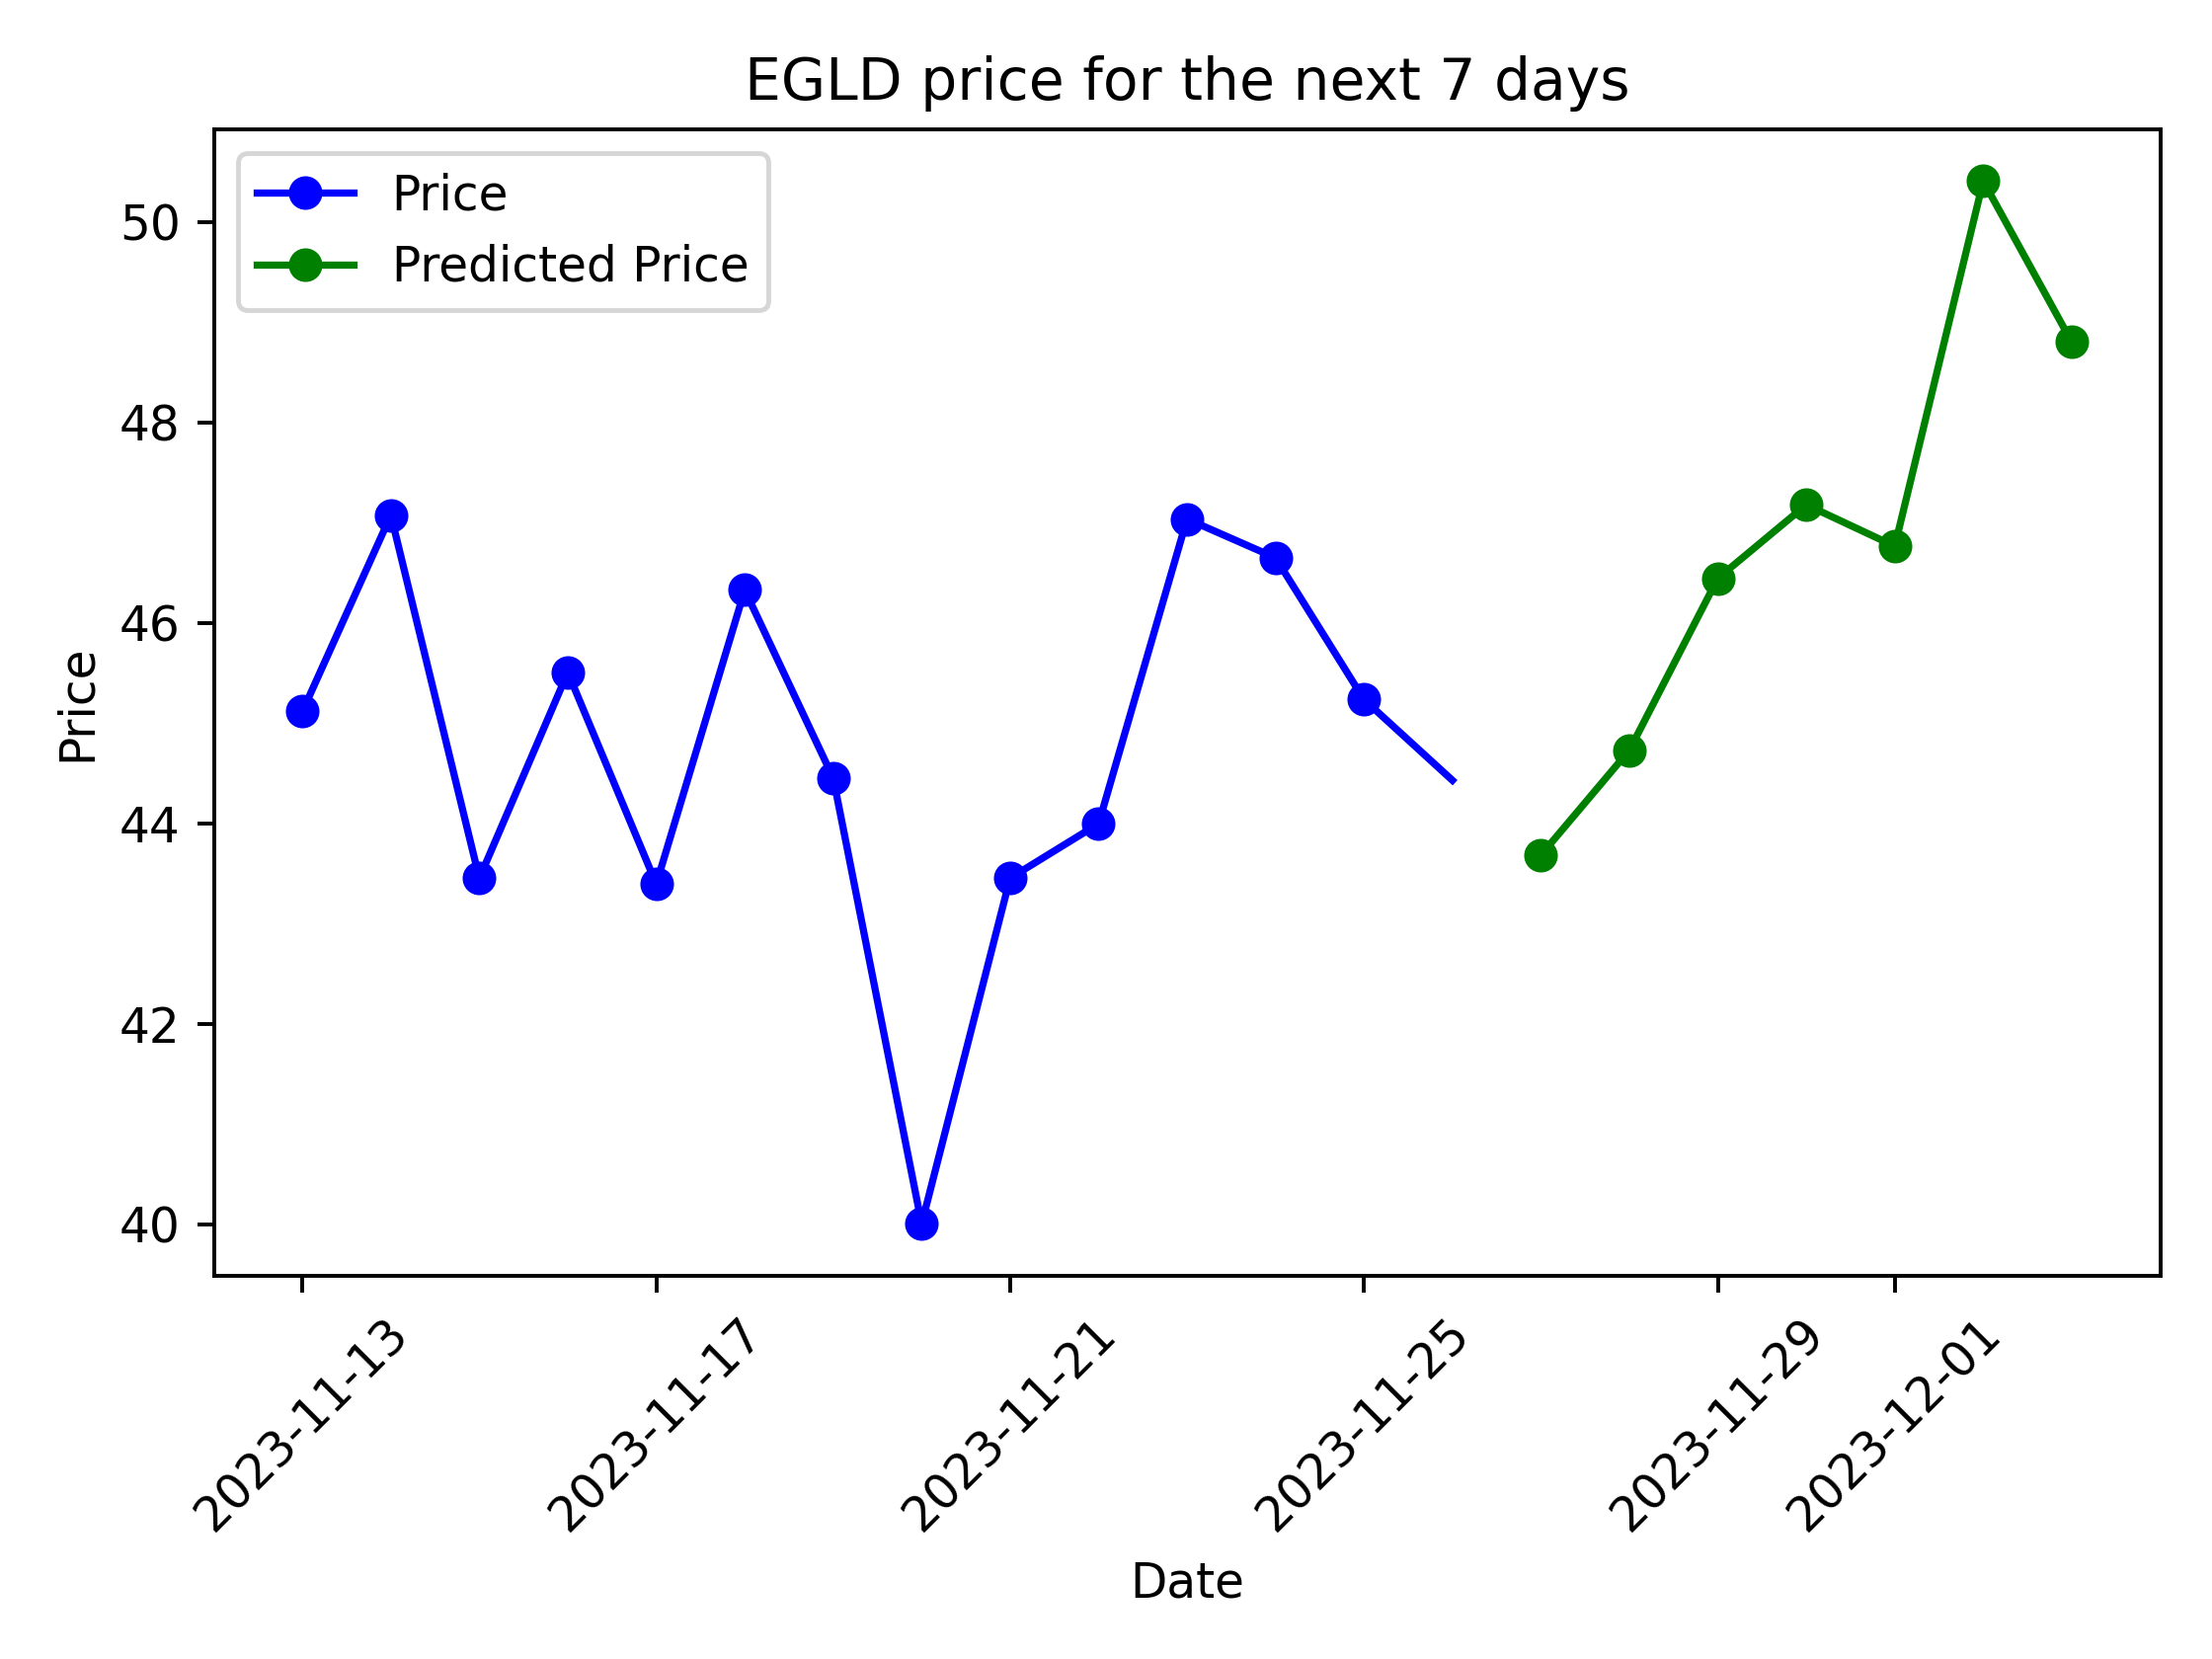 EGLD price for the next 7 days
Price
Predicted Price
50
48
46
44
42
40
Price
2023-11-13
2023-11-17
2023-11-21
2023-11-25
2023-11-29
2023-12-01
Date